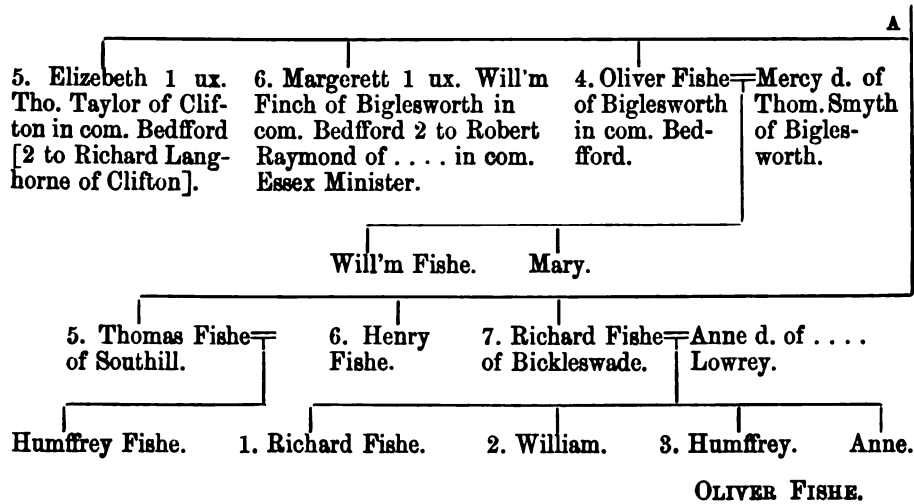 A
5. Elizebeth 1 ux.
Tho. Taylor of Clif-
ton in com. Bedfford
[2 to Richard Lang-
horne of Clifton].
6. Margerett 1 ux. Will'm
Finch of Biglesworth in
com. Bedfford 2 to Robert
Raymond of . . . . in com.
Essex Minister.
4. Oliver Fishe
of Biglesworth
in com. Bed-
fford.
Mercy d. of
Thom. Smyth
of Bigles-
worth.
Will'm Fishe.
Mary.
5. Thomas Fishe
of Southill.
6. Henry
Fishe.
7. Richard Fishe
of Bickleswade.
Anne d. of . . . .
Lowrey.
Humffrey Fishe.
1. Richard Fishe.
2. William.
3. Humffrey.
Anne.
OLIVER FISHE.